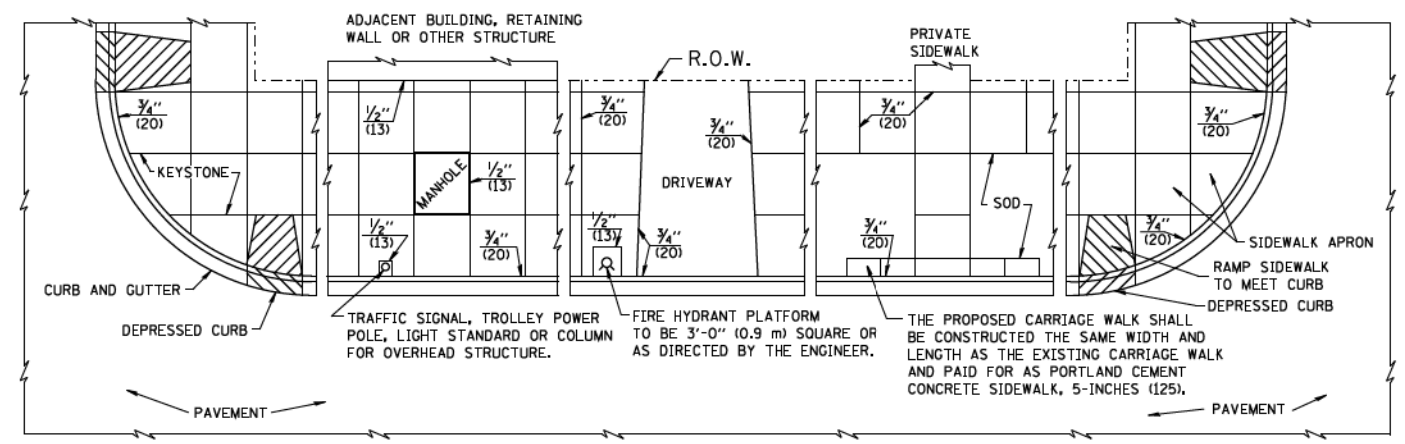 ADJACENT BUILDING, RETAINING
WALL OR OTHER STRUCTURE
R.O.W.
PRIVATE
SIDEWALK
3/4"
(20)
1/2"
(13)
3/4"
(20)
3/4"
(20)
3/4"
(20)
3/4"
(20)
KEYSTONE
MANHOLE
1/2"
(13)
DRIVEWAY
SOD
1/2"
(13)
3/4"
(20)
1/2"
(13)
3/4"
(20)
3/4"
(20)
3/4"
(20)
SIDEWALK APRON
RAMP SIDEWALK
TO MEET CURB
DEPRESSED CURB
CURB AND GUTTER
DEPRESSED CURB
TRAFFIC SIGNAL, TROLLEY POWER
POLE, LIGHT STANDARD OR COLUMN
FOR OVERHEAD STRUCTURE.
FIRE HYDRANT PLATFORM
TO BE 3'-0" (0.9 m) SQUARE OR
AS DIRECTED BY THE ENGINEER.
THE PROPOSED CARRIAGE WALK SHALL
BE CONSTRUCTED THE SAME WIDTH AND
LENGTH AS THE EXISTING CARRIAGE WALK
AND PAID FOR AS PORTLAND CEMENT
CONCRETE SIDEWALK, 5-INCHES (125).
PAVEMENT
PAVEMENT